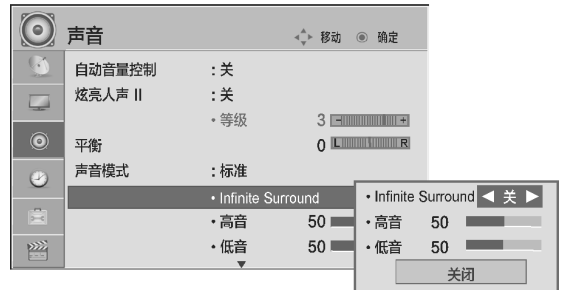 声音
移动 确定
自动音量控制 : 关
炫亮人声 II : 关
• 等级 3 - +
平衡 0 L R
声音模式 : 标准
• Infinite Surround
• 高音 50
• 低音 50
• Infinite Surround ◀ 关 ▶
• 高音 50
• 低音 50
关闭